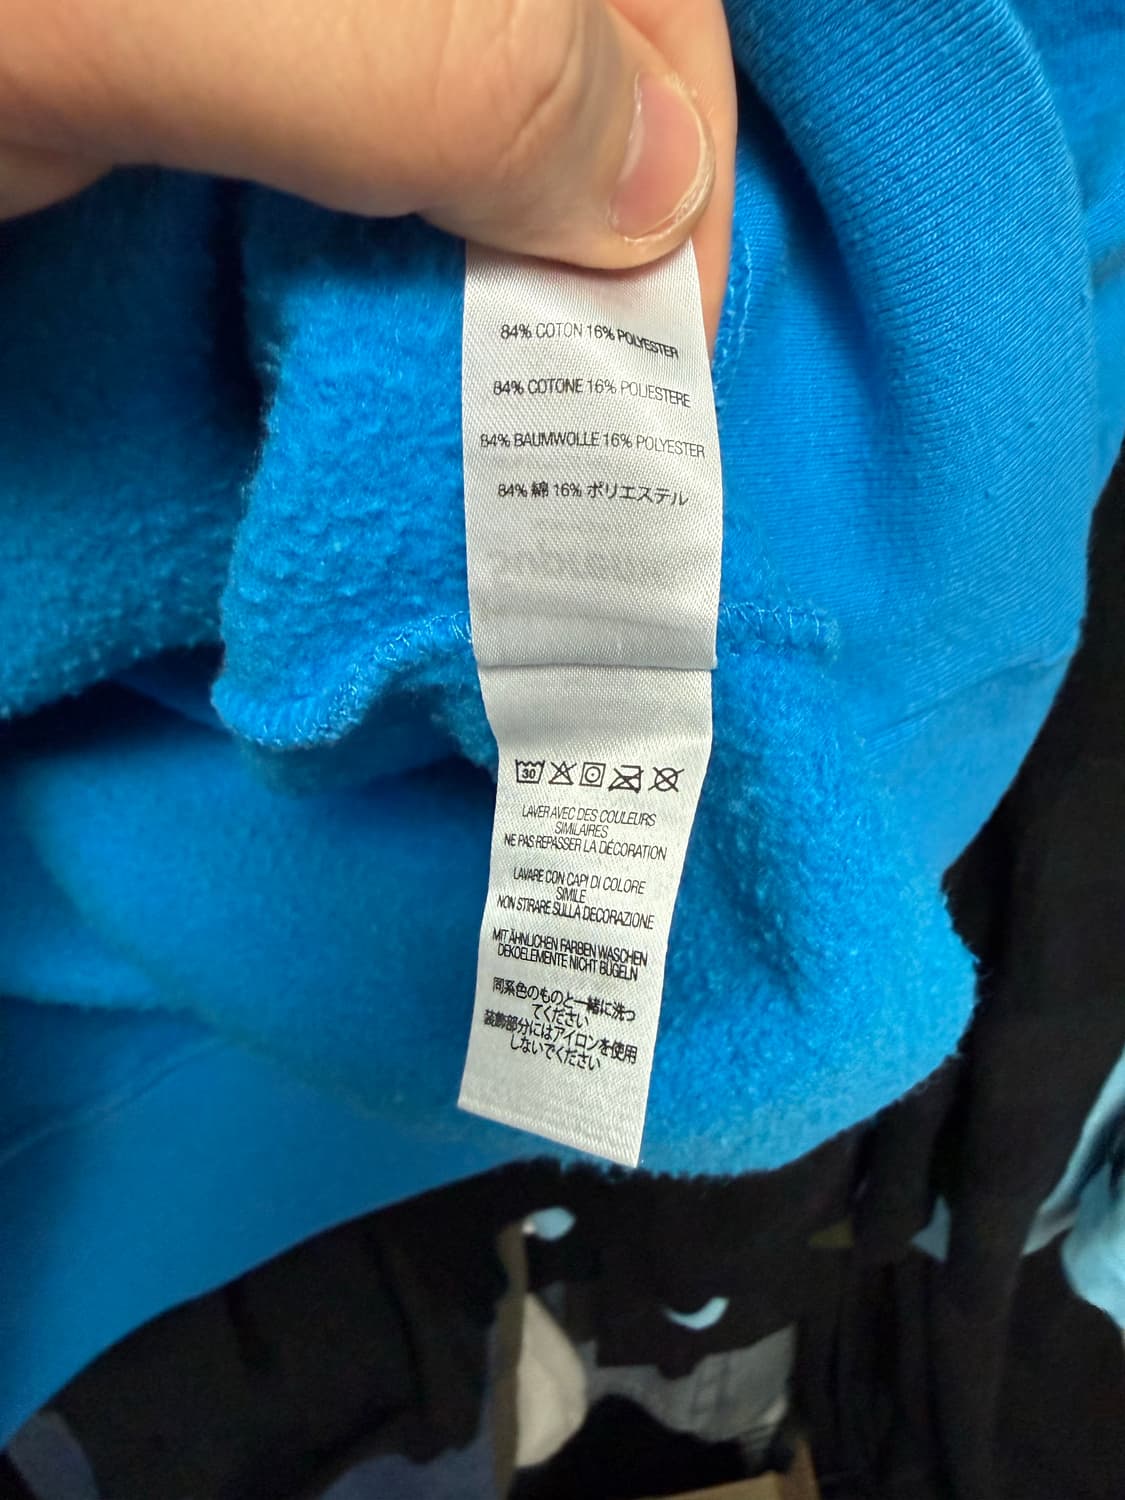 84% COTON 16% POLYESTER
84% COTONE 16% POLIESTERE
84% BAUMWOLLE 16% POLYESTER
84% 綿 16% ポリエステル
30
LAVER AVEC DES COULEURS
SIMILAIRES
NE PAS REPASSER LA DÉCORATION
LAVARE CON CAPI DI COLORE
SIMILE
NON STIRARE SULLA DECORAZIONE
MIT ÄHNLICHEN FARBEN WASCHEN
DEKOELEMENTE NICHT BÜGELN
同系色のものと一緒に洗っ
てください
装飾部分にはアイロンを使用
しないでください